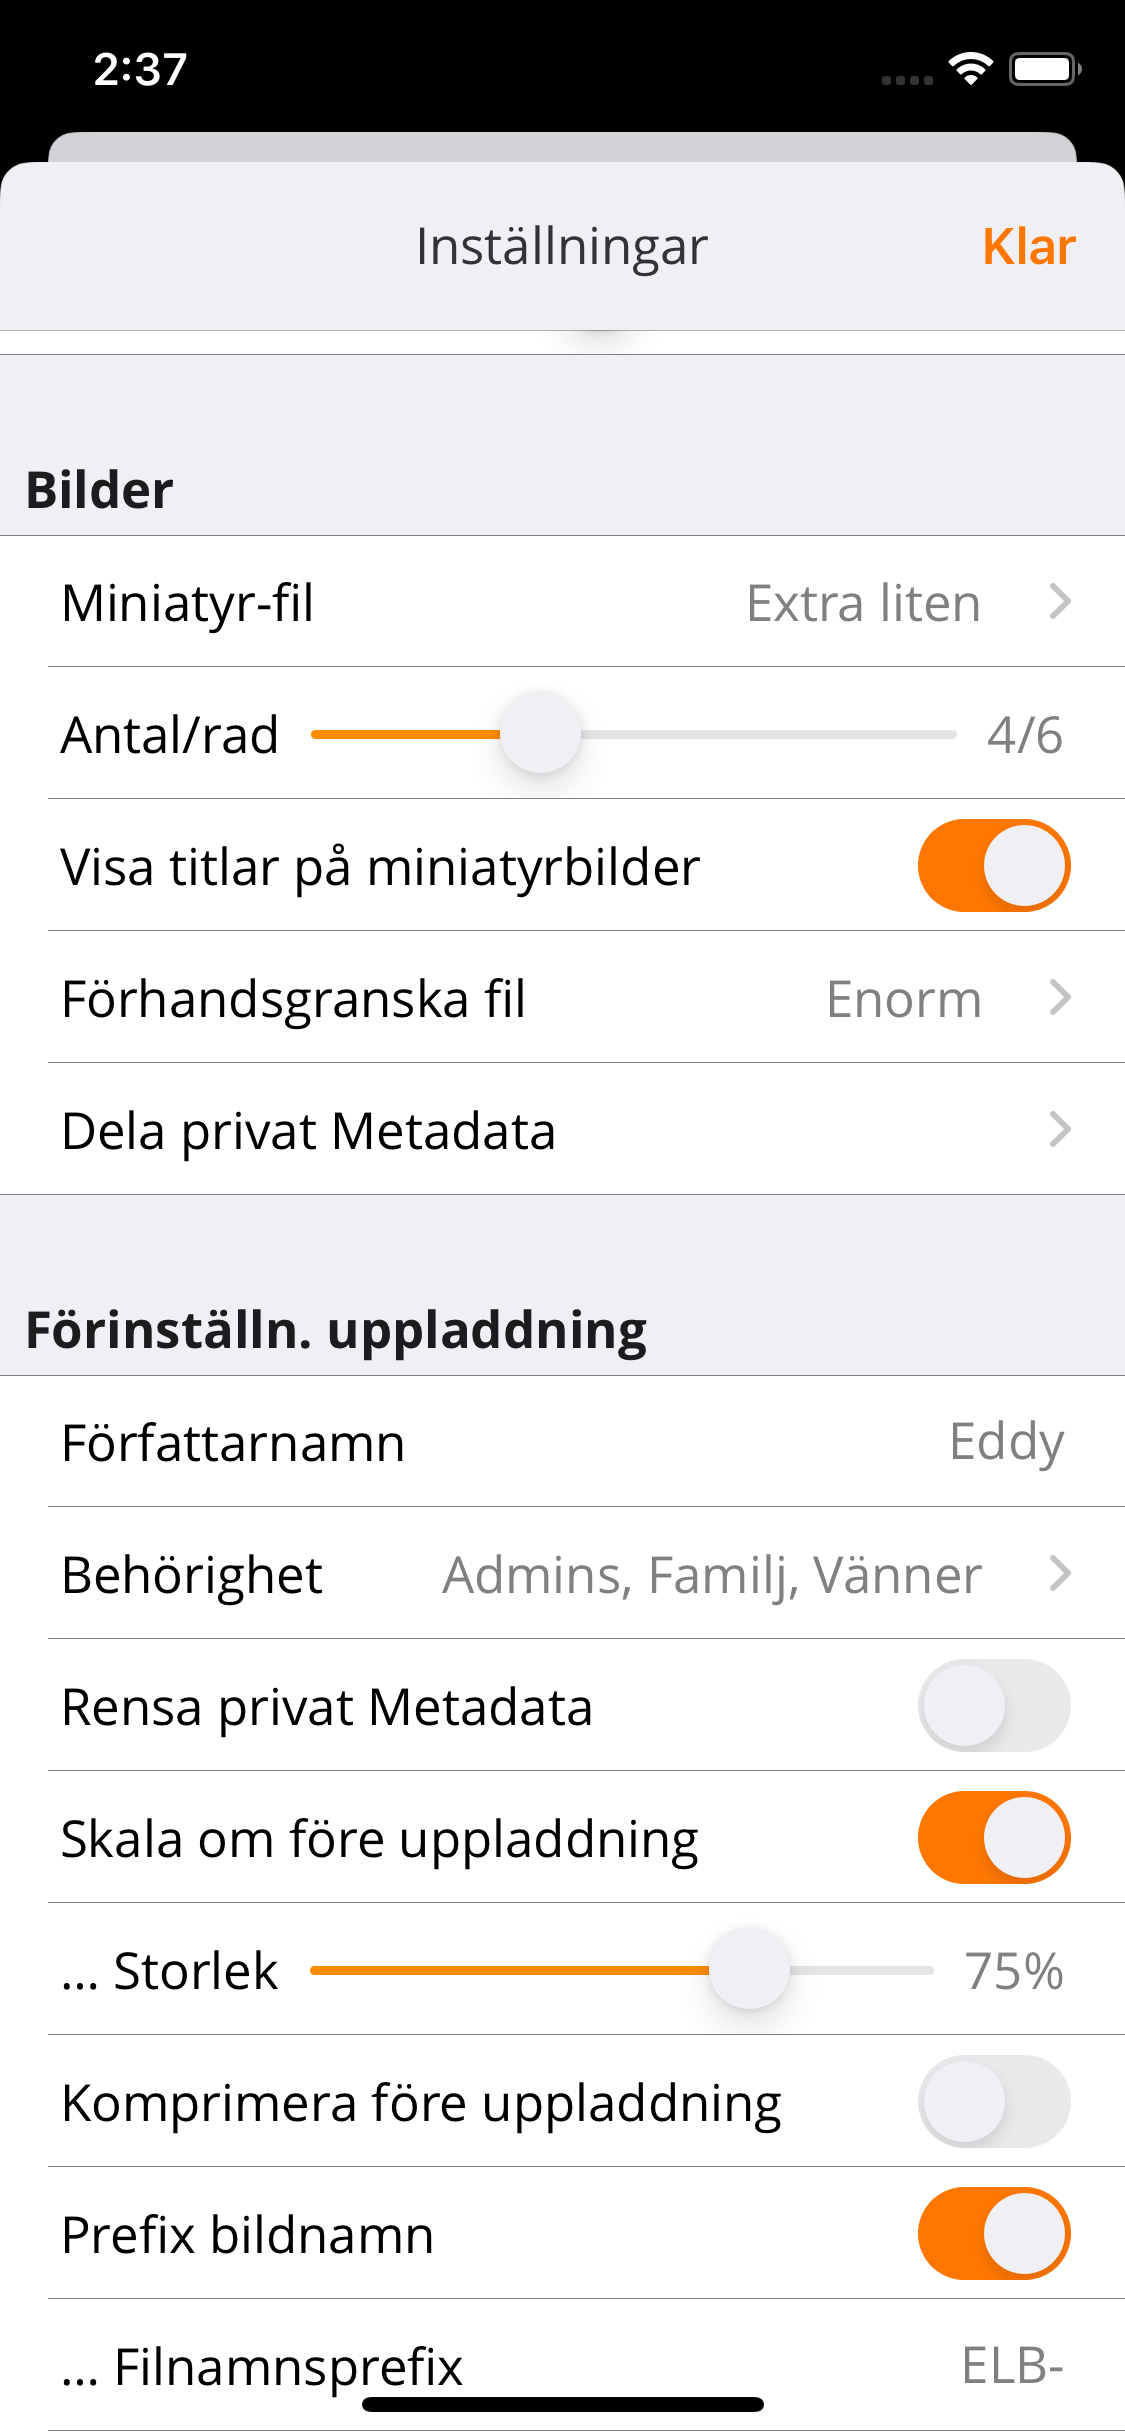 2:37
Inställningar Klar
Bilder
Miniatyr-fil Extra liten
Antal/rad 4/6
Visa titlar på miniatyrbilder
Förhandsgranska fil Enorm
Dela privat Metadata
Förinställn. uppladdning
Författarnamn Eddy
Behörighet Admins, Familj, Vänner
Rensa privat Metadata
Skala om före uppladdning
... Storlek 75%
Komprimera före uppladdning
Prefix bildnamn
... Filnamnsprefix ELB-